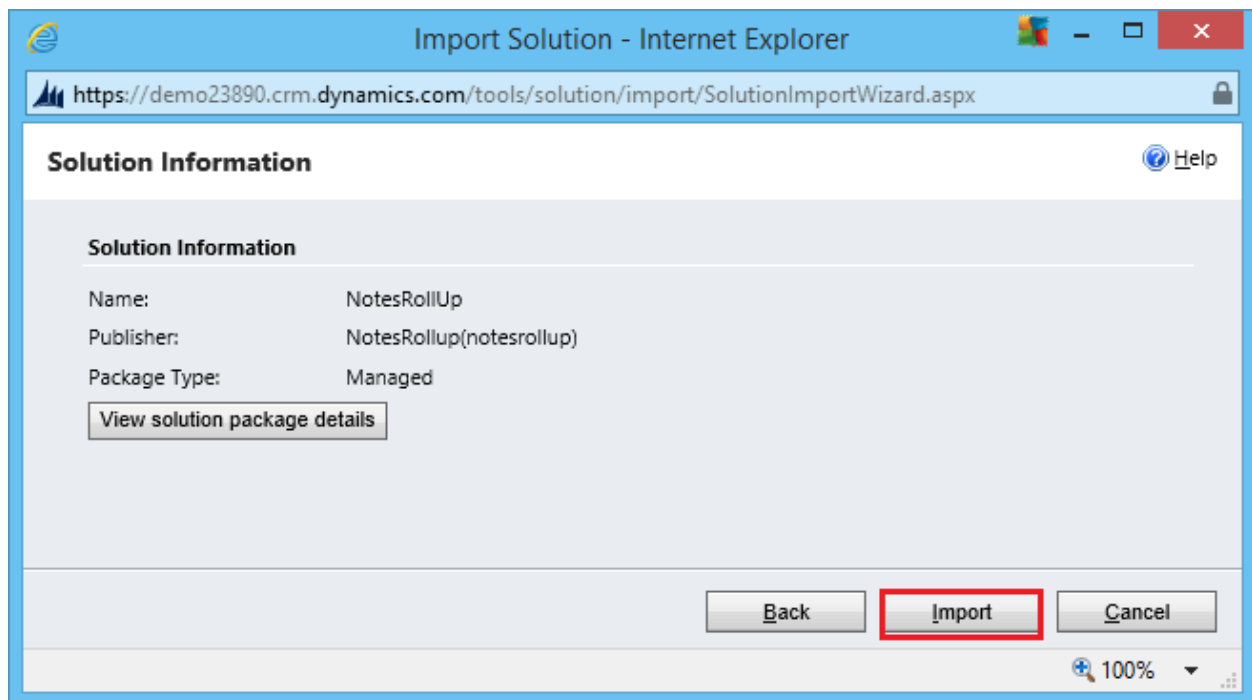 Import Solution - Internet Explorer
https://demo23890.crm.dynamics.com/tools/solution/import/SolutionImportWizard.aspx
Solution Information
Help
Solution Information
Name: NotesRollUp
Publisher: NotesRollup(notesrollup)
Package Type: Managed
View solution package details
Back Import Cancel
100%